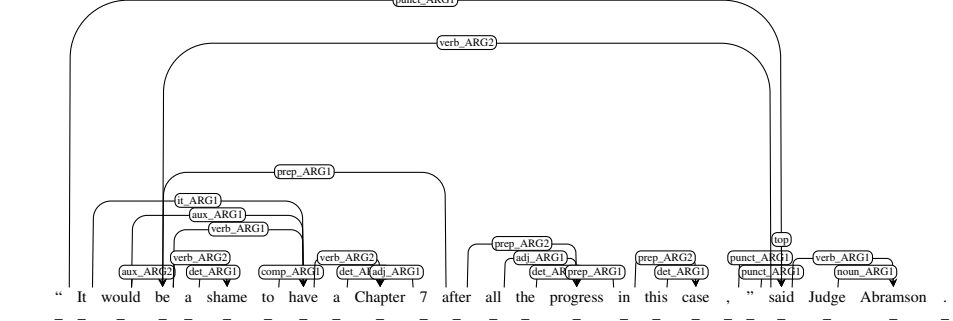 punct_ARG1
verb_ARG2
prep_ARG1
it_ARG1
aux_ARG1
verb_ARG1
top
prep_ARG2
verb_ARG2 verb_ARG2 adj_ARG1 prep_ARG2 punct_ARG1 verb_ARG1
aux_ARG2 det_ARG1 comp_ARG1 det_AR adj_ARG1 det_AR prep_ARG1 det_ARG1 punct_ARG1 noun_ARG1
“ It would be a shame to have a Chapter 7 after all the progress in this case , ” said Judge Abramson .
_ _ _ _ _ _ _ _ _ _ _ _ _ _ _ _ _ _ _ _ _ _ _ _